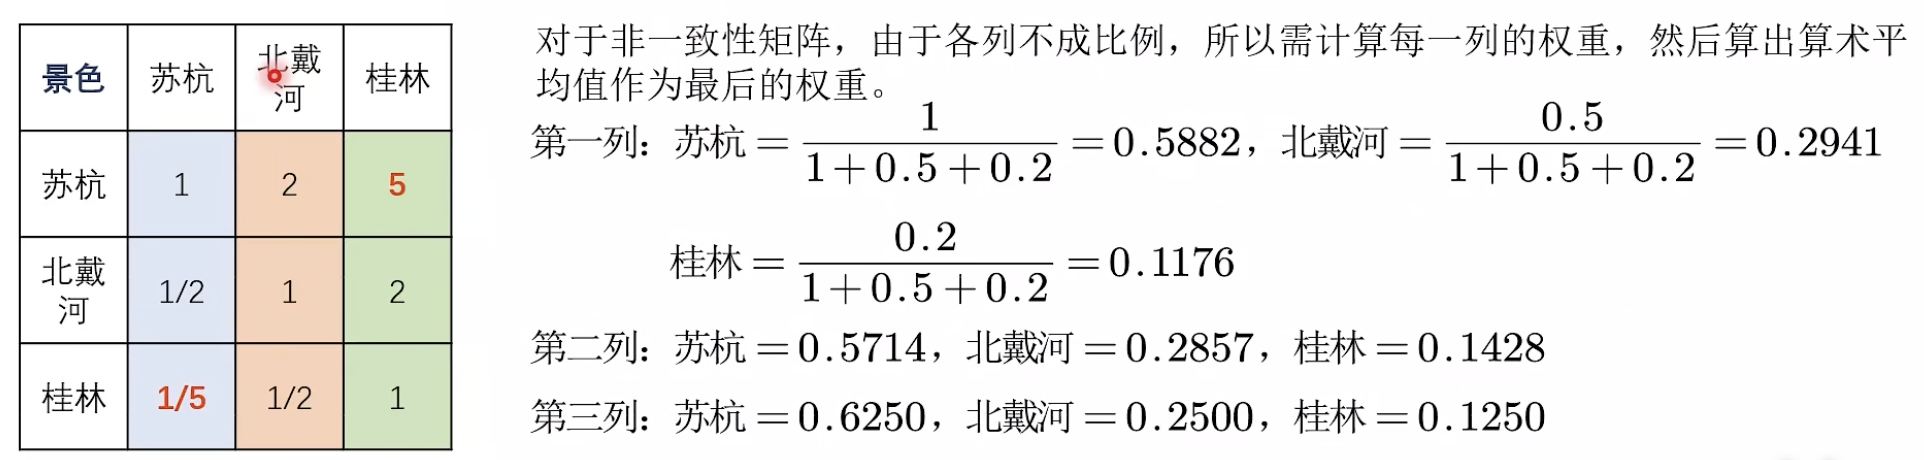 景色 苏杭 北戴河 桂林
苏杭 1 2 5
北戴河 1/2 1 2
桂林 1/5 1/2 1
对于非一致性矩阵，由于各列不成比例，所以需计算每一列的权重，然后算出算术平
均值作为最后的权重。
第一列：苏杭＝1/(1+0.5+0.2)＝0.5882，北戴河＝0.5/(1+0.5+0.2)＝0.2941
桂林＝0.2/(1+0.5+0.2)＝0.1176
第二列：苏杭＝0.5714，北戴河＝0.2857，桂林＝0.1428
第三列：苏杭＝0.6250，北戴河＝0.2500，桂林＝0.1250